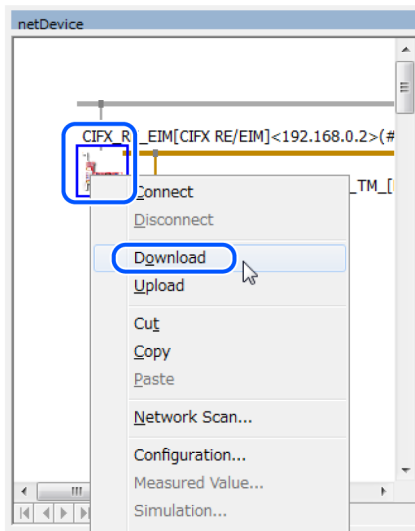 netDevice
CIFX_R _EIM[CIFX RE/EIM]<192.168.0.2>(#
_TM_[
Connect
Disconnect
Download
Upload
Cut
Copy
Paste
Network Scan...
Configuration...
Measured Value...
Simulation...